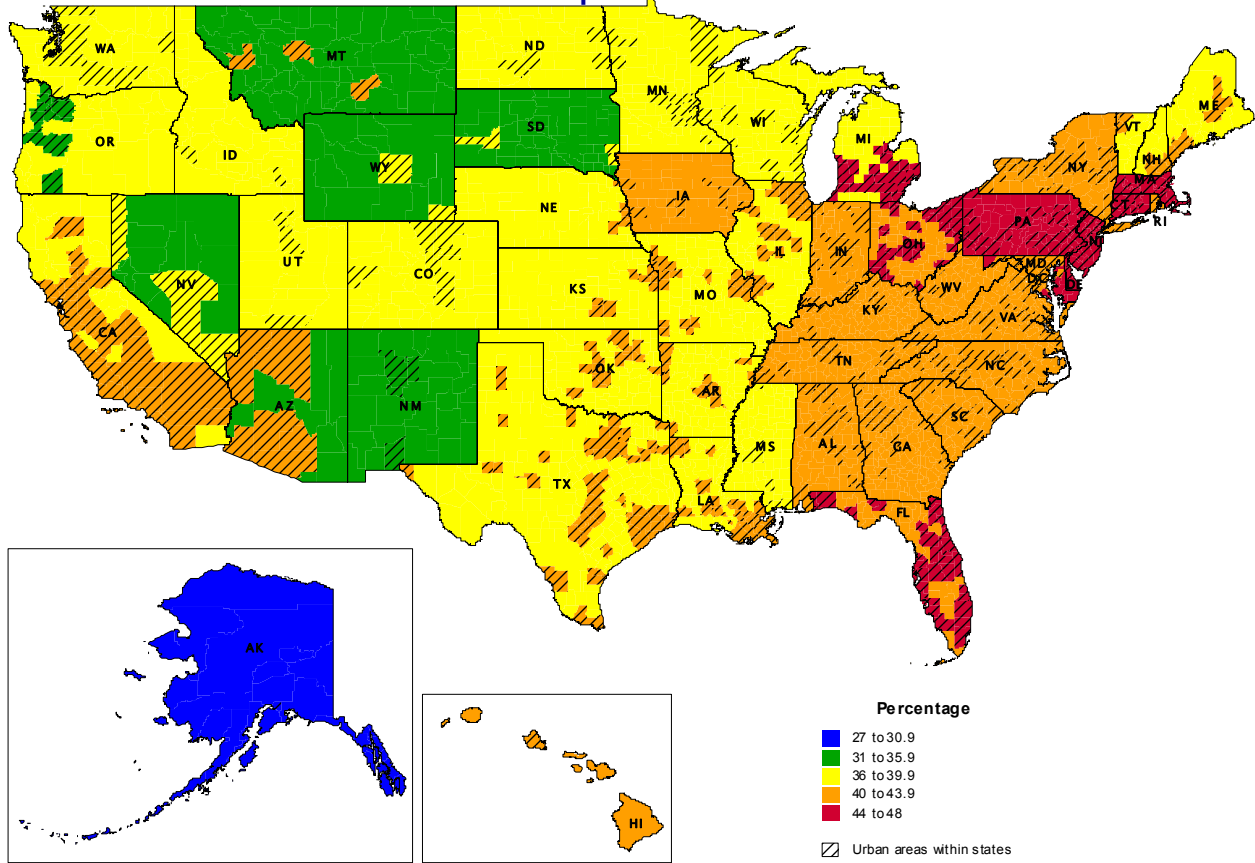 WA
MT
ND
MN
OR
ID
WY
SD
WI
MI
VT
ME
NH
NY
MA
CT
RI
NV
UT
CO
NE
IA
IL
IN
OH
PA
NJ
MD
DE
CA
KS
MO
KY
WV
VA
AZ
NM
OK
AR
TN
NC
SC
TX
LA
MS
AL
GA
FL
AK
HI
Percentage
27 to 30.9
31 to 35.9
36 to 39.9
40 to 43.9
44 to 48
Urban areas within states